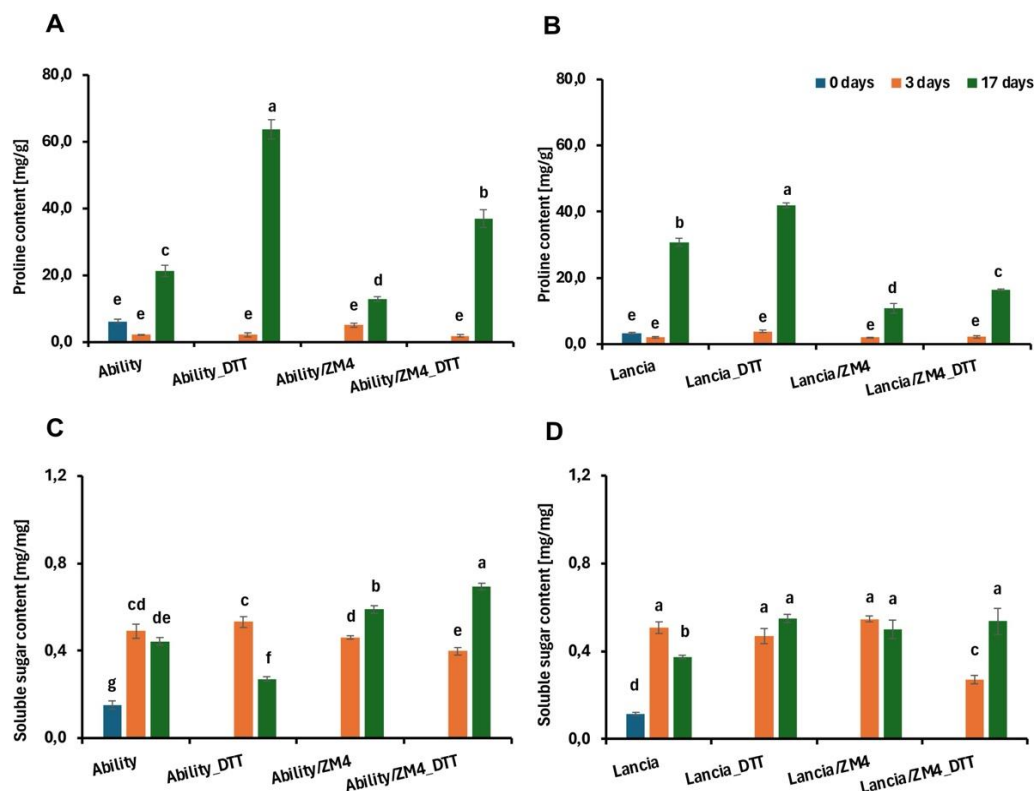 A
Proline content [mg/g]
80,0
60,0
40,0
20,0
0,0
e
e
c
e
a
e
d
e
b
Ability
Ability_DTT
Ability/ZM4
Ability/ZM4_DTT
B
0 days
3 days
17 days
Proline content [mg/g]
80,0
60,0
40,0
20,0
0,0
e
e
b
e
a
e
d
e
c
Lancia
Lancia_DTT
Lancia/ZM4
Lancia/ZM4_DTT
C
Soluble sugar content [mg/mg]
1,2
0,8
0,4
0,0
g
cd
de
c
f
d
b
e
a
Ability
Ability_DTT
Ability/ZM4
Ability/ZM4_DTT
D
Soluble sugar content [mg/mg]
1,2
0,8
0,4
0,0
d
a
b
a
a
a
a
c
a
Lancia
Lancia_DTT
Lancia/ZM4
Lancia/ZM4_DTT